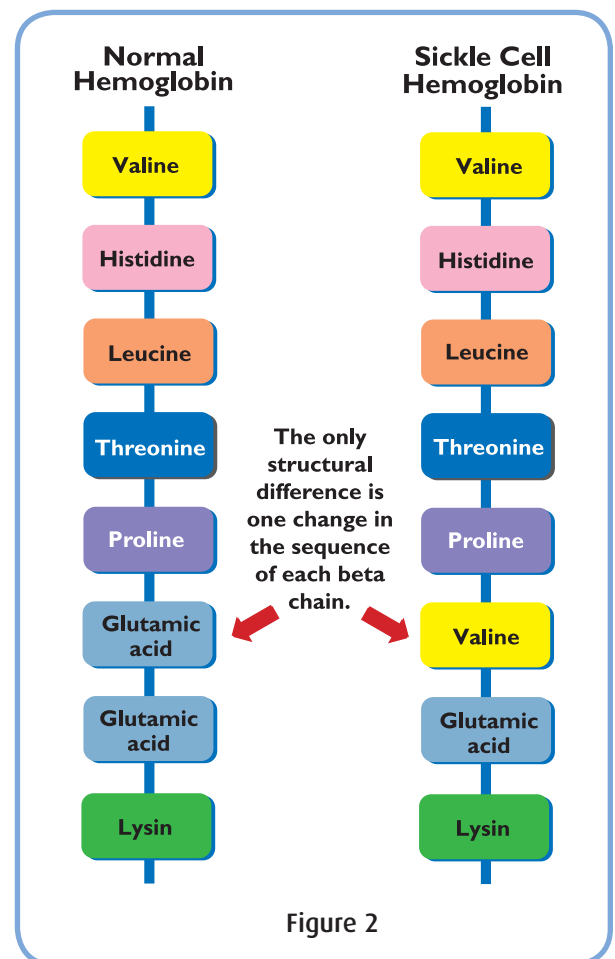 Normal
Hemoglobin
Valine
Histidine
Leucine
Threonine
Proline
Glutamic
acid
Glutamic
acid
Lysin
The only
structural
difference is
one change in
the sequence
of each beta
chain.
Sickle Cell
Hemoglobin
Valine
Histidine
Leucine
Threonine
Proline
Valine
Glutamic
acid
Lysin
Figure 2